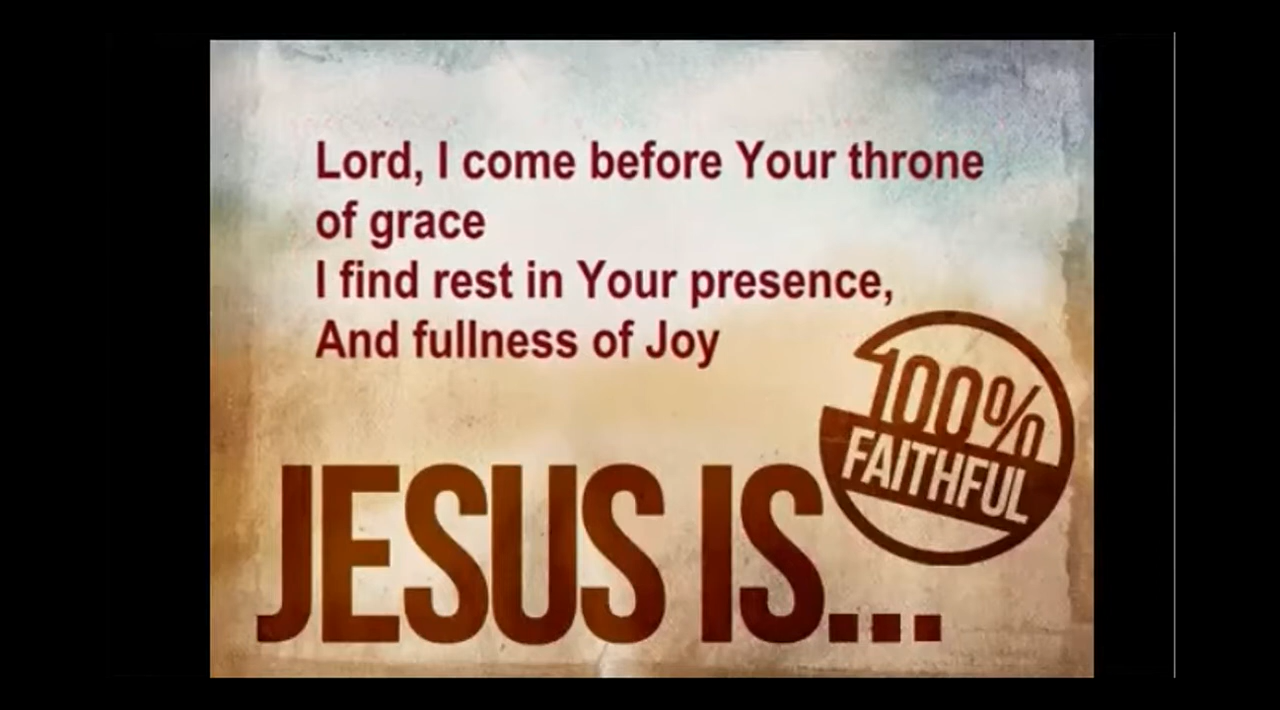 Lord, I come before Your throne
of grace
I find rest in Your presence,
And fullness of Joy
100%
FAITHFUL
JESUS IS...